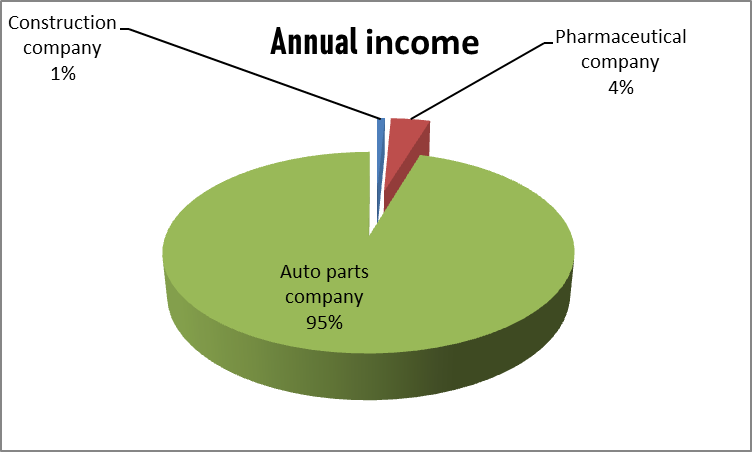 Annual income
Construction
company
1%
Pharmaceutical
company
4%
Auto parts
company
95%